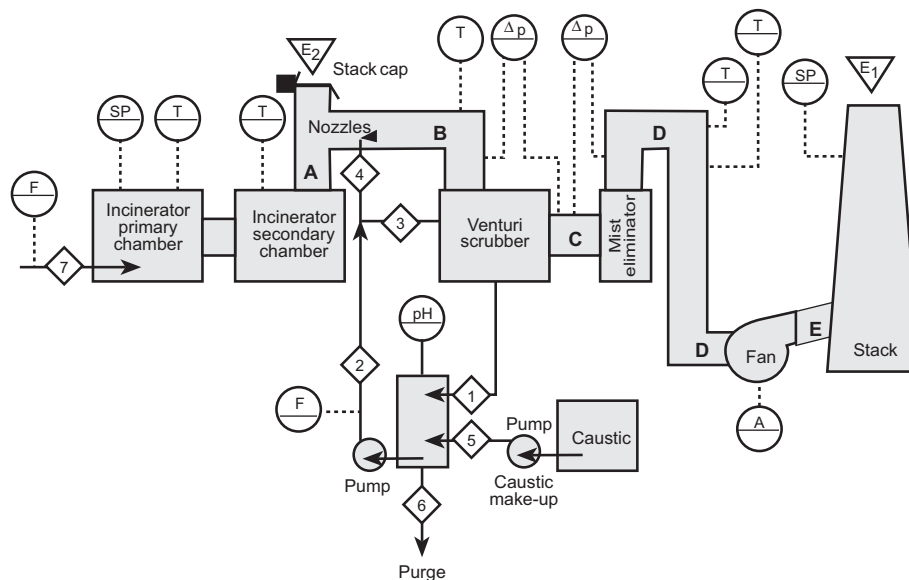 E2
Stack cap
T
Δp
Δp
T
T
SP
E1
SP
T
T
Nozzles
B
D
A
4
F
Incinerator
primary
chamber
Incinerator
secondary
chamber
3
Venturi
scrubber
C
Mist
eliminator
7
pH
E
D
Fan
Stack
2
1
F
A
5
Pump
Caustic
Pump
Caustic
make-up
6
Purge